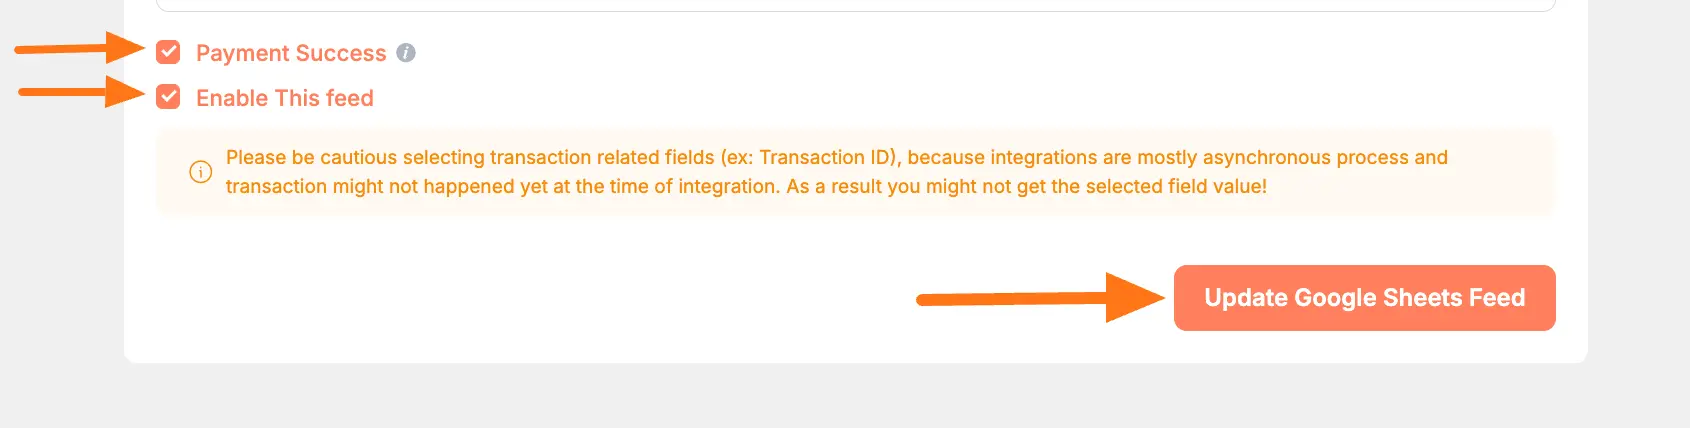 Payment Success
Enable This feed
Please be cautious selecting transaction related fields (ex: Transaction ID), because integrations are mostly asynchronous process and
transaction might not happened yet at the time of integration. As a result you might not get the selected field value!
Update Google Sheets Feed